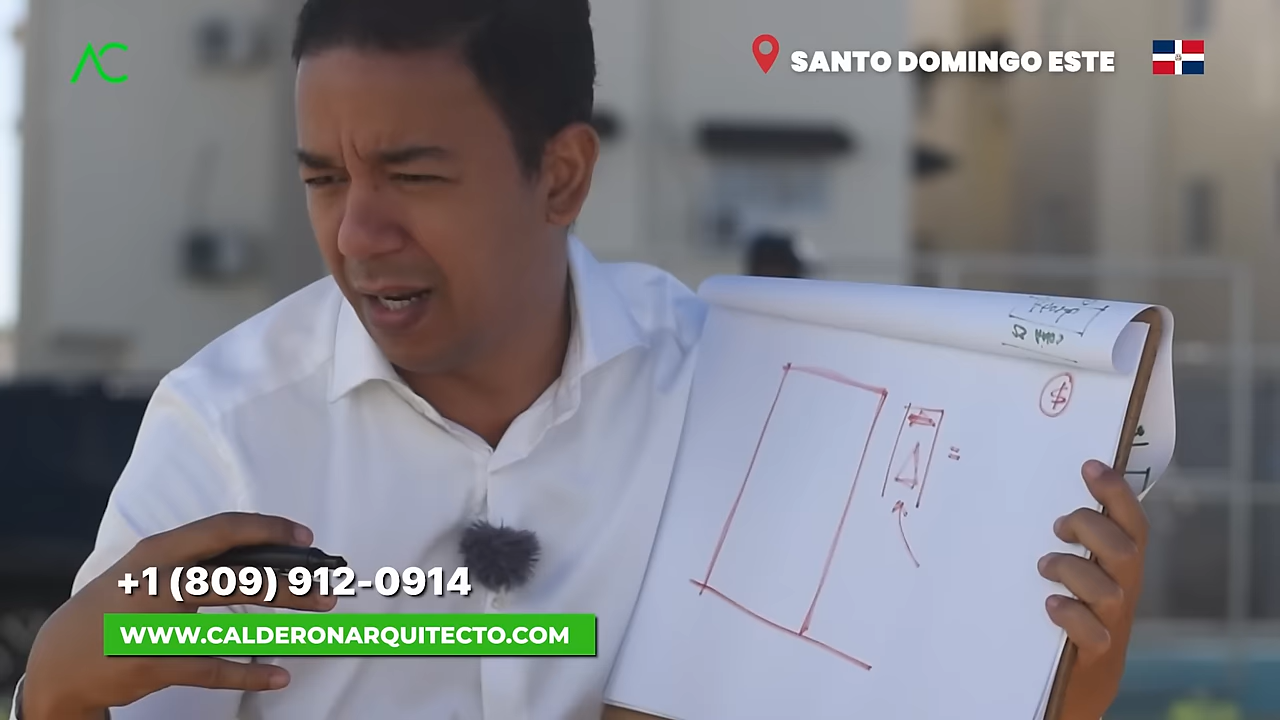 AC
SANTO DOMINGO ESTE
$
+1 (809) 912-0914
WWW.CALDERONARQUITECTO.COM